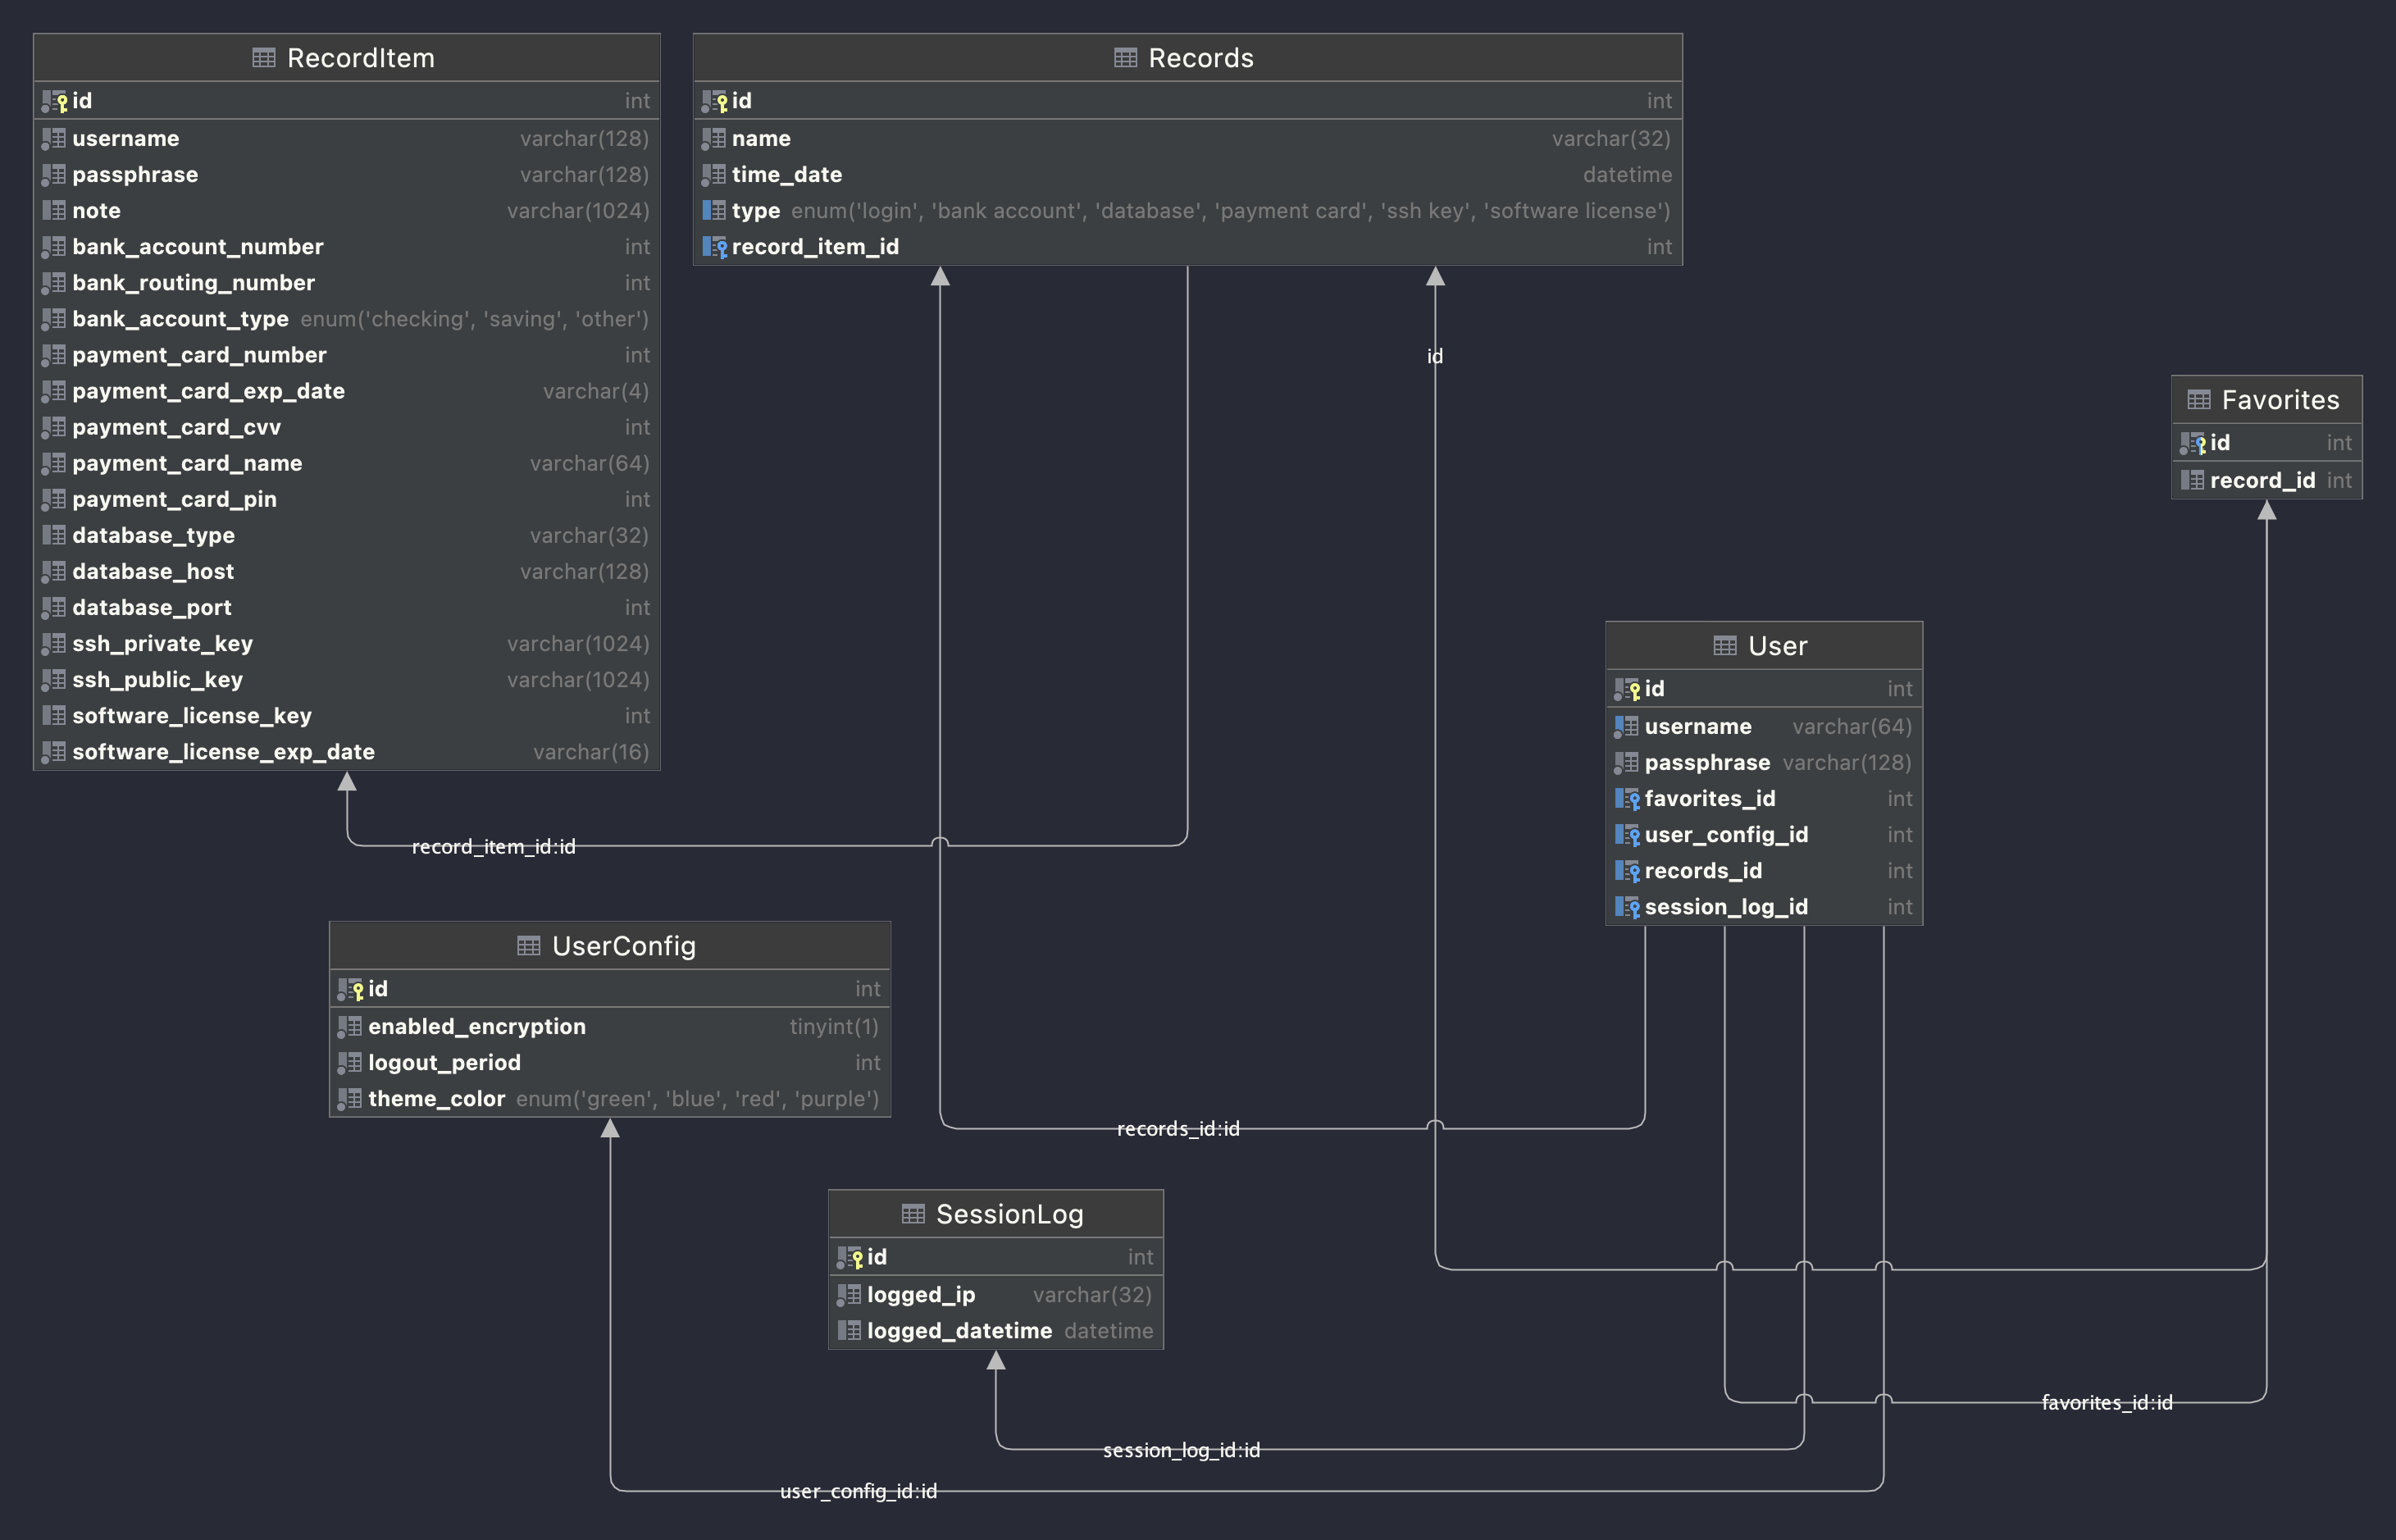 RecordItem
id int
username varchar(128)
passphrase varchar(128)
note varchar(1024)
bank_account_number int
bank_routing_number int
bank_account_type enum('checking', 'saving', 'other')
payment_card_number int
payment_card_exp_date varchar(4)
payment_card_cvv int
payment_card_name varchar(64)
payment_card_pin int
database_type varchar(32)
database_host varchar(128)
database_port int
ssh_private_key varchar(1024)
ssh_public_key varchar(1024)
software_license_key int
software_license_exp_date varchar(16)
Records
id int
name varchar(32)
time_date datetime
type enum('login', 'bank account', 'database', 'payment card', 'ssh key', 'software license')
record_item_id int
id
Favorites
id int
record_id int
User
id int
username varchar(64)
passphrase varchar(128)
favorites_id int
user_config_id int
records_id int
session_log_id int
record_item_id:id
UserConfig
id int
enabled_encryption tinyint(1)
logout_period int
theme_color enum('green', 'blue', 'red', 'purple')
records_id:id
SessionLog
id int
logged_ip varchar(32)
logged_datetime datetime
favorites_id:id
session_log_id:id
user_config_id:id